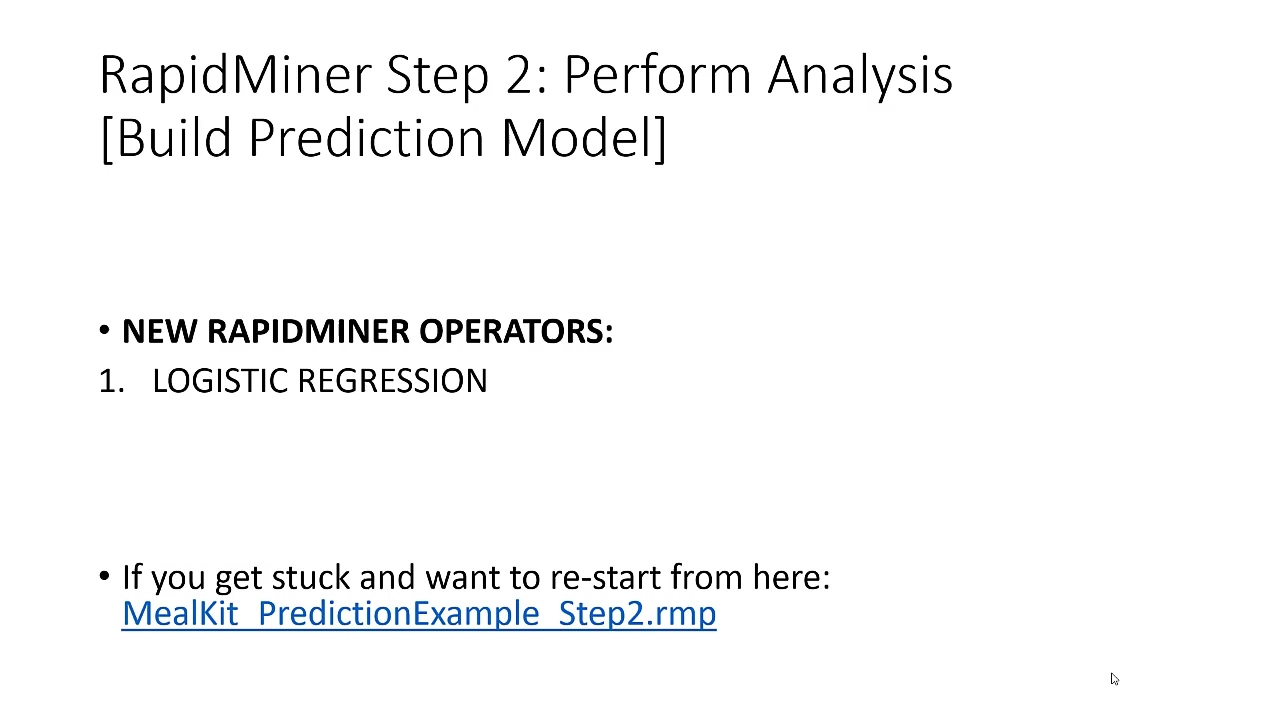 RapidMiner Step 2: Perform Analysis
[Build Prediction Model]
• NEW RAPIDMINER OPERATORS:
1. LOGISTIC REGRESSION
• If you get stuck and want to re-start from here:
MealKit_PredictionExample_Step2.rmp